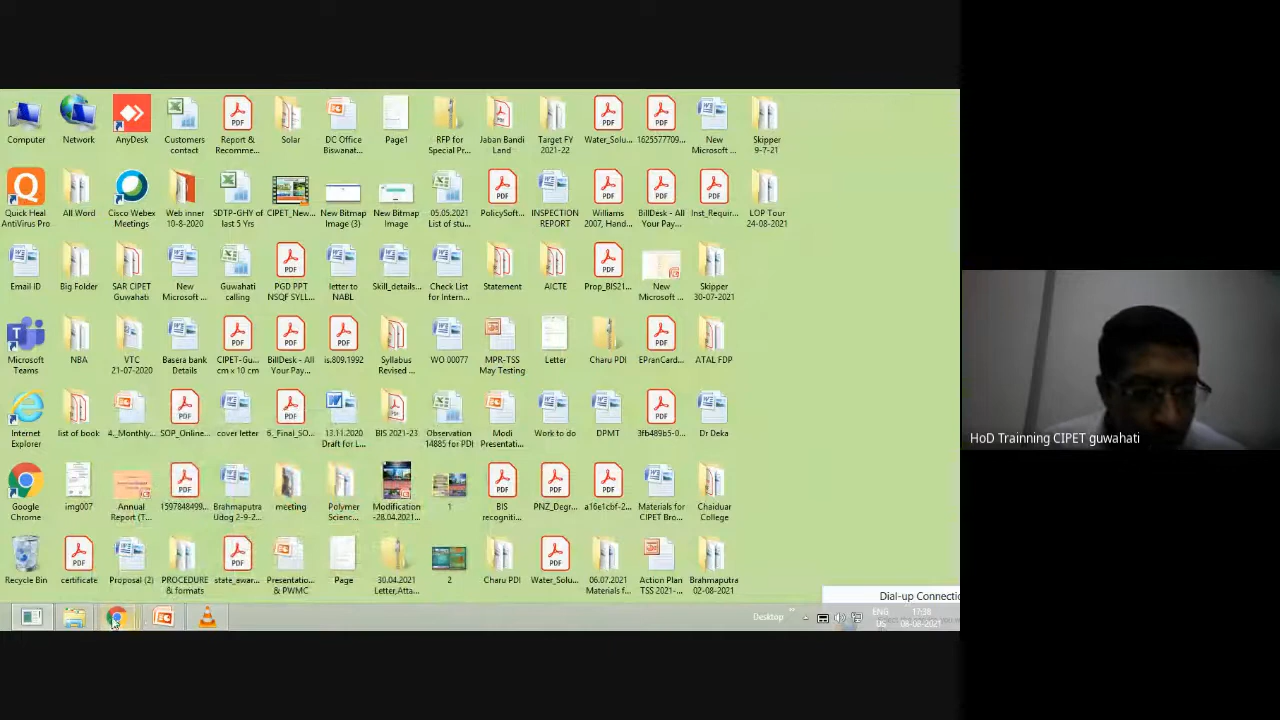 Computer
Network
AnyDesk
Customers
contact
Report &
Recomme...
Solar
DC Office
Biswanat...
Page1
RFP for
Special Pr...
Jaban Bandi
Land
Target FY
2021-22
Water_Solu...
1625577709...
New
Microsoft ...
Skipper
9-7-21
Quick Heal
AntiVirus Pro
All Word
Cisco Webex
Meetings
Web inner
10-8-2020
SDTP-GHY of
last 5 Yrs
CIPET_New...
New Bitmap
Image (3)
New Bitmap
Image
05.05.2021
List of stu...
PolicySoft...
INSPECTION
REPORT
Williams
2007, Hand...
BillDesk - All
Your Pay...
Inst_Requir...
LOP Tour
24-08-2021
Email ID
Big Folder
SAR CIPET
Guwahati
New
Microsoft ...
Guwahati
calling
PGD PPT
NSQF SYLL...
letter to
NABL
Skill_details...
Check List
for Intern...
Statement
AICTE
Prop_BIS21...
New
Microsoft ...
Skipper
30-07-2021
Microsoft
Teams
NBA
VTC
21-07-2020
Basera bank
Details
CIPET-Gu...
cm x 10 cm
BillDesk - All
Your Pay...
is.809.1992
Syllabus
Revised ...
WO 00077
MPR-TSS
May Testing
Letter
Charu PDI
EPranCard...
ATAL FDP
Internet
Explorer
list of book
4._Monthly...
SOP_Online...
cover letter
6_Final_SO...
13.11.2020
Draft for L...
BIS 2021-23
Observation
14885 for PDI
Modi
Presentati...
Work to do
DPMT
3fb489b5-0...
Dr Deka
Google
Chrome
img007
Annual
Report (T...
1597848499...
Brahmaputra
Udog 2-9-2...
meeting
Polymer
Scienc...
Modification
-28.04.2021...
1
BIS
recogniti...
PNZ_Degr...
a16e1cbf-2...
Materials for
CIPET Bro...
Chaiduar
College
Recycle Bin
certificate
Proposal (2)
PROCEDURE
& formats
state_awar...
Presentatio...
& PWMC
Page
30.04.2021
Letter,Atta...
2
Charu PDI
Water_Solu...
06.07.2021
Materials f...
Action Plan
TSS 2021-...
Brahmaputra
02-08-2021
Dial-up Connectio
Desktop
ENG
US
17:38
08-08-2021
HoD Trainning CIPET guwahati